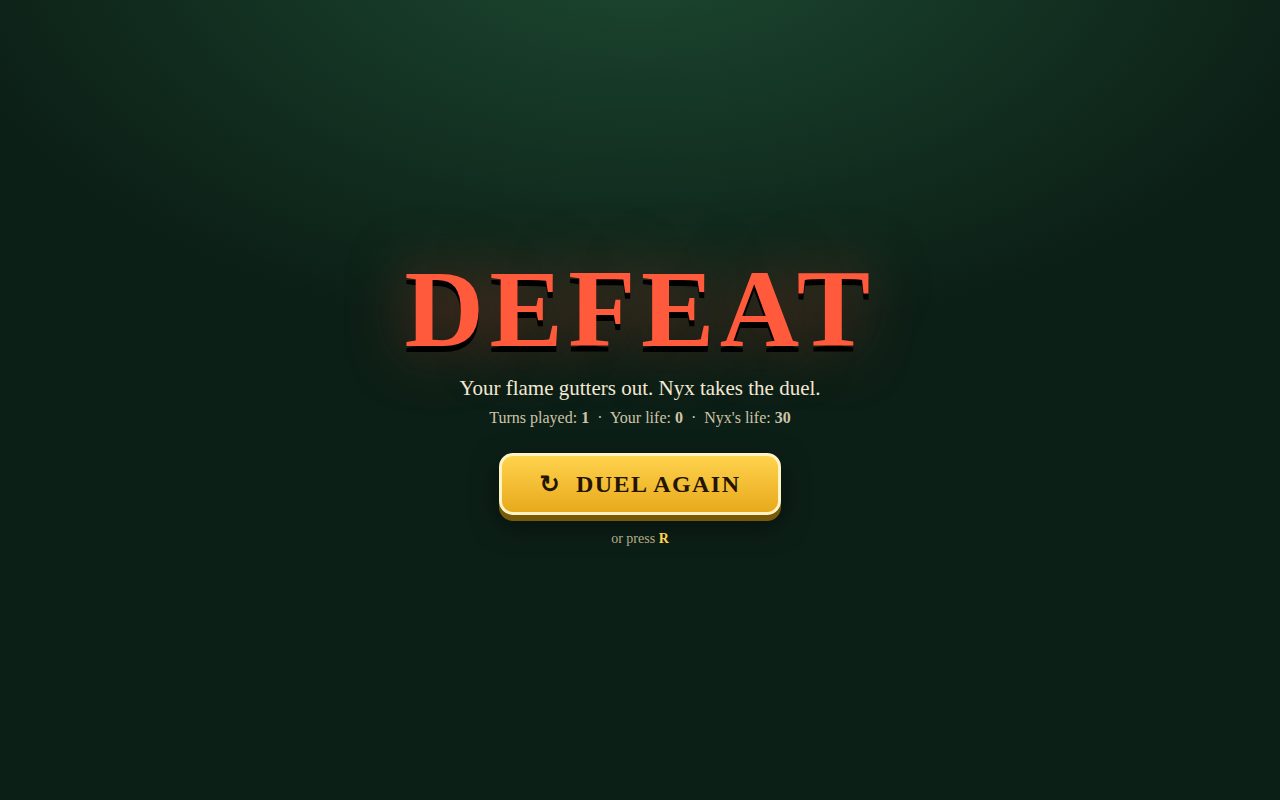 DEFEAT
Your flame gutters out. Nyx takes the duel.
Turns played: 1 · Your life: 0 · Nyx's life: 30
↻ DUEL AGAIN
or press R